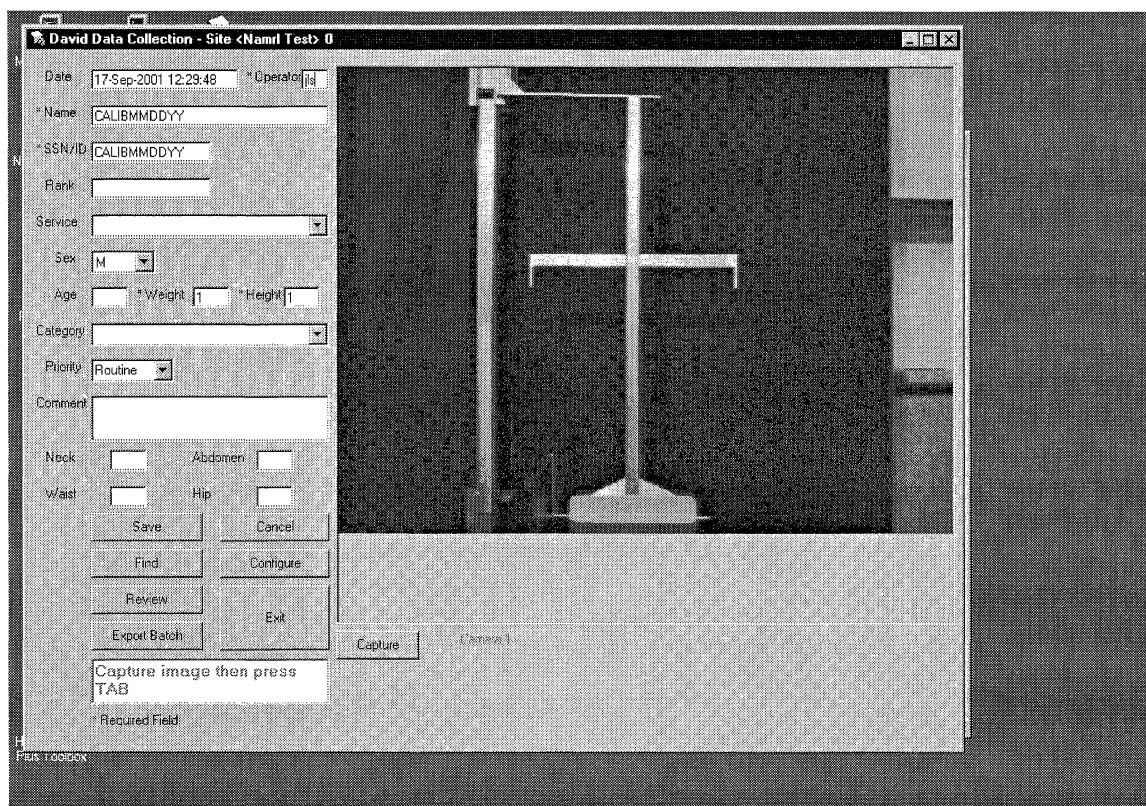 David Data Collection - Site <Namrl Test> 0
Date 17-Sep-2001 12:29:48 * Operator ils
* Name CALIBMMDDYY
* SSN/ID CALIBMMDDYY
Rank
Service
Sex M
Age * Weight 1 * Height 1
Category
Priority Routine
Comment
Neck Abdomen
Waist Hip
Save Cancel
Find Configure
Review
Exit
Export Batch
Capture Camera 1
Capture image then press
TAB
* Required Field
Plus Toolbox